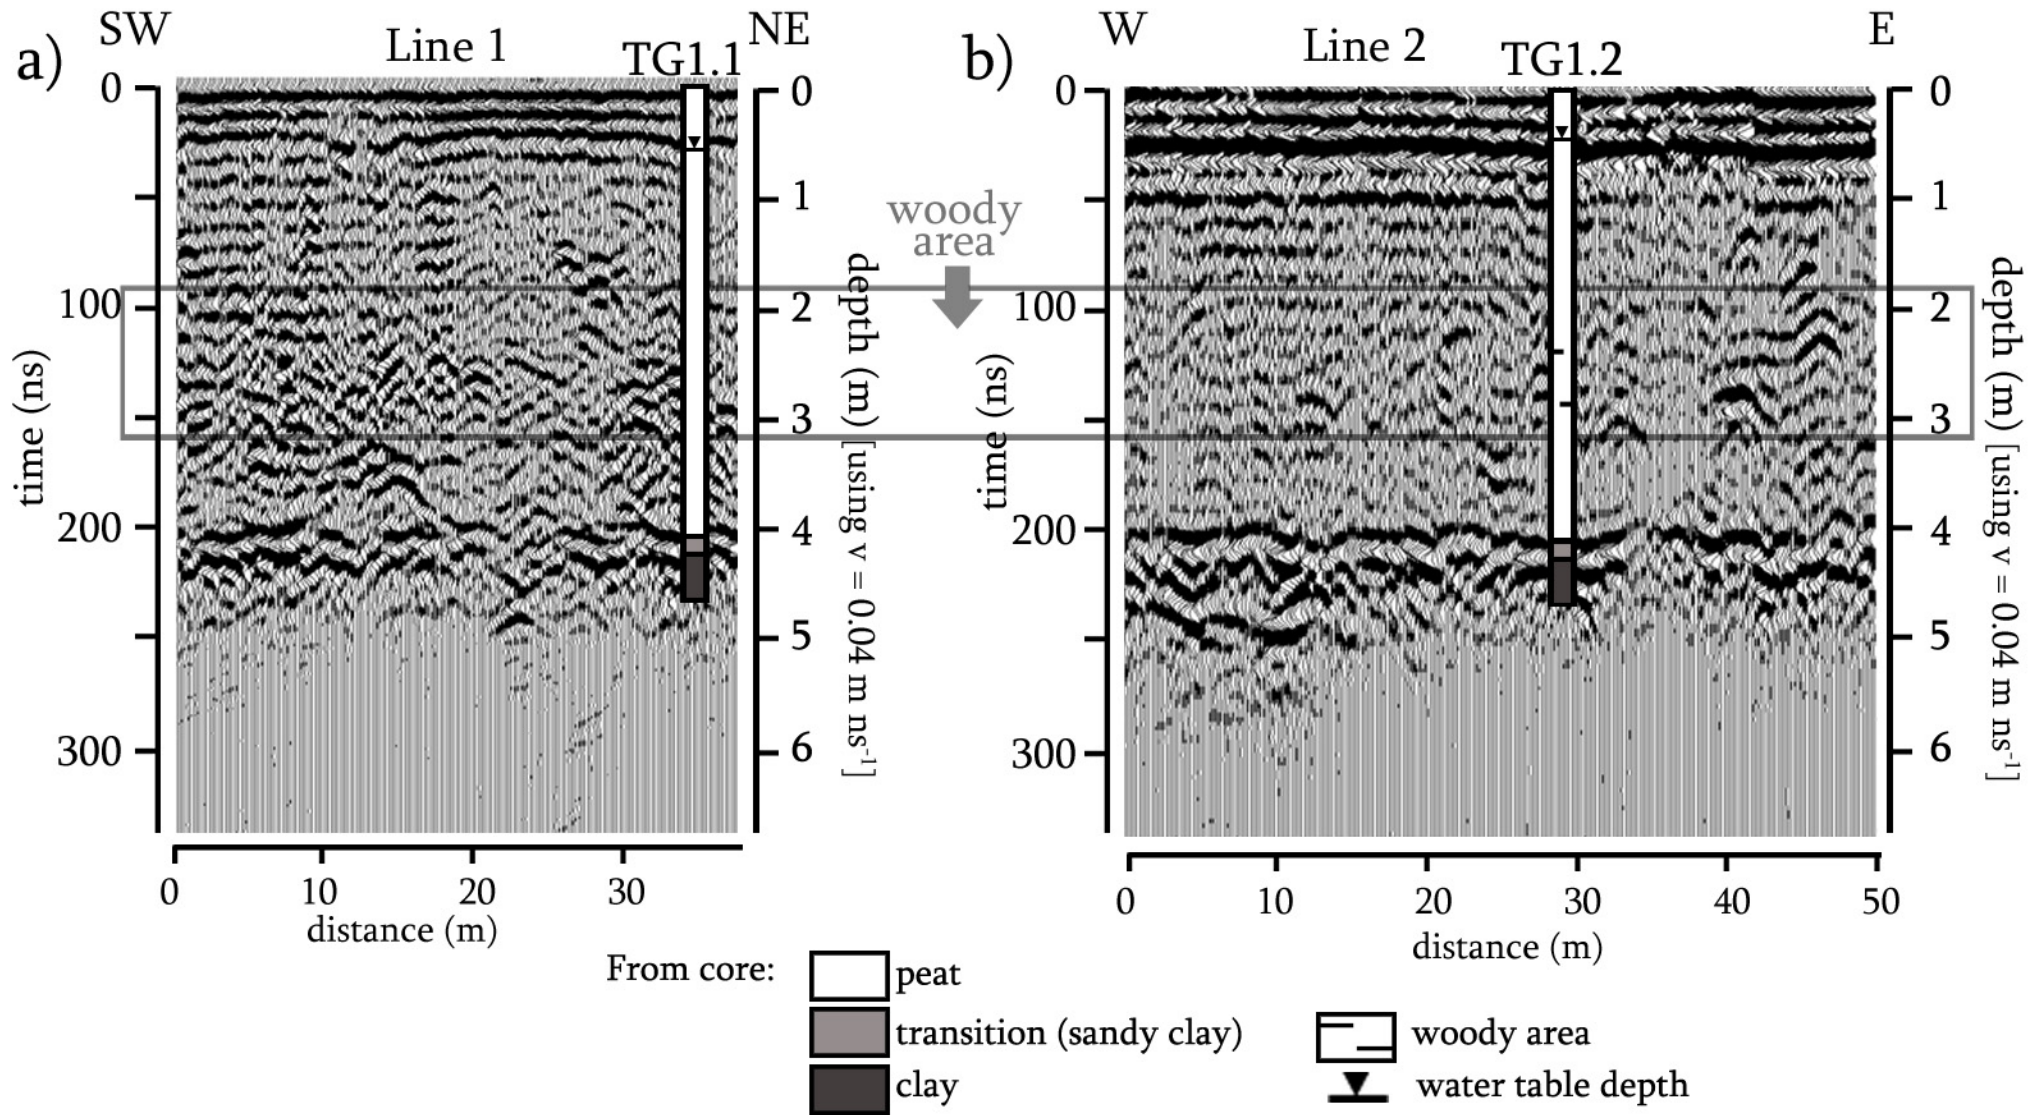 a)
SW
Line 1
TG1.1
NE
0
100
200
300
time (ns)
0
1
2
3
4
5
6
depth (m) [using v = 0.04 m ns⁻¹]
0
10
20
30
distance (m)
woody
area
b)
W
Line 2
TG1.2
E
0
100
200
300
time (ns)
0
1
2
3
4
5
6
depth (m) [using v = 0.04 m ns⁻¹]
0
10
20
30
40
50
distance (m)
From core:
peat
transition (sandy clay)
clay
woody area
water table depth